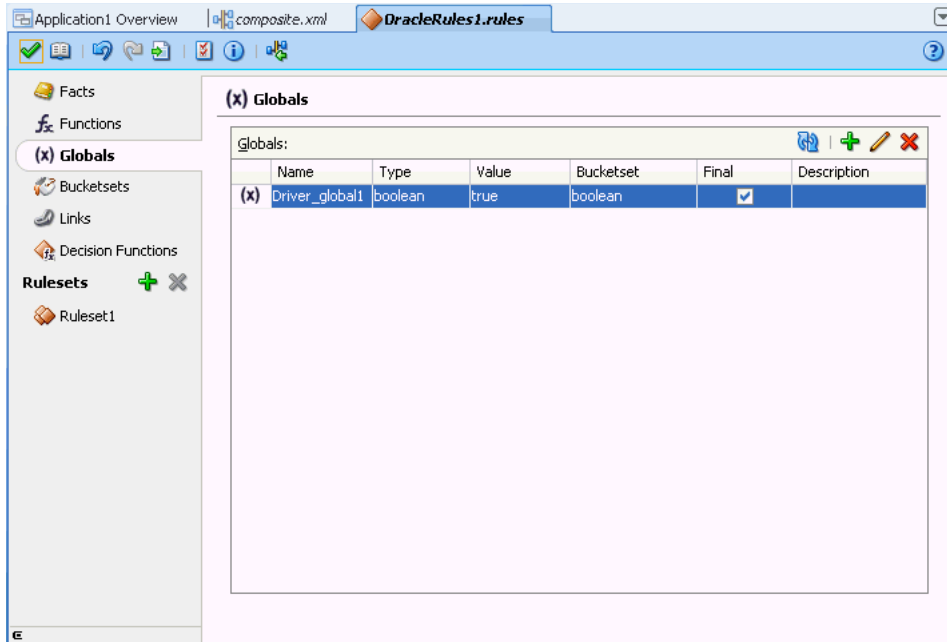 Application1 Overview composite.xml OracleRules1.rules
Facts
fx Functions
(x) Globals
Bucketsets
Links
Decision Functions
Rulesets
Ruleset1
(x) Globals
Globals:
Name Type Value Bucketset Final Description
(x) Driver_global1 boolean true boolean